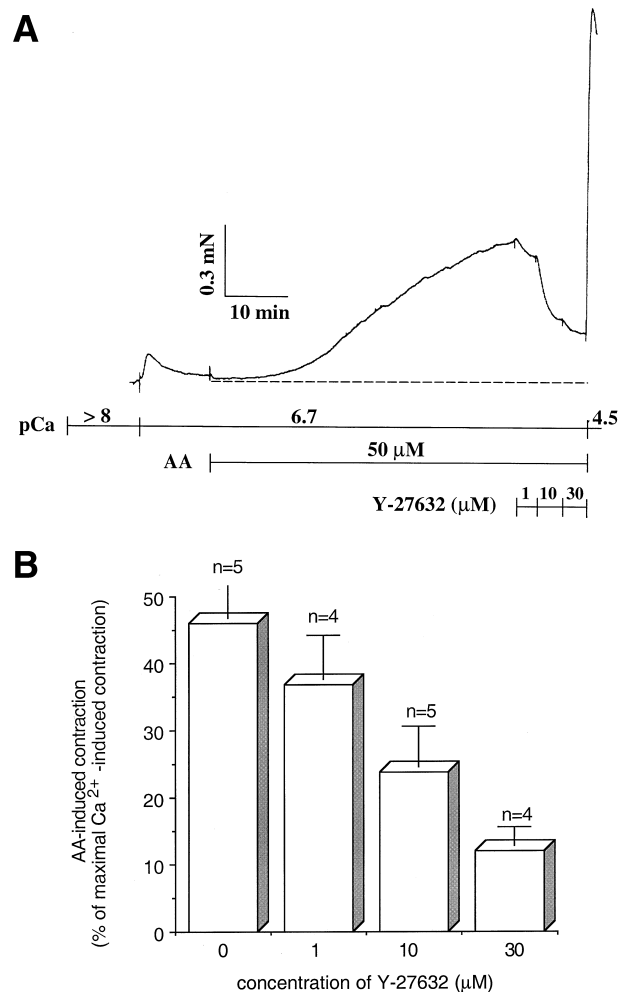 A
0.3 mN
10 min
pCa > 8 6.7 4.5
AA 50 µM
Y-27632 (µM) 1 10 30
B
n=5
n=4
n=5
n=4
50
40
30
20
10
0
AA-induced contraction
(% of maximal Ca 2+ -induced contraction)
0 1 10 30
concentration of Y-27632 (µM)